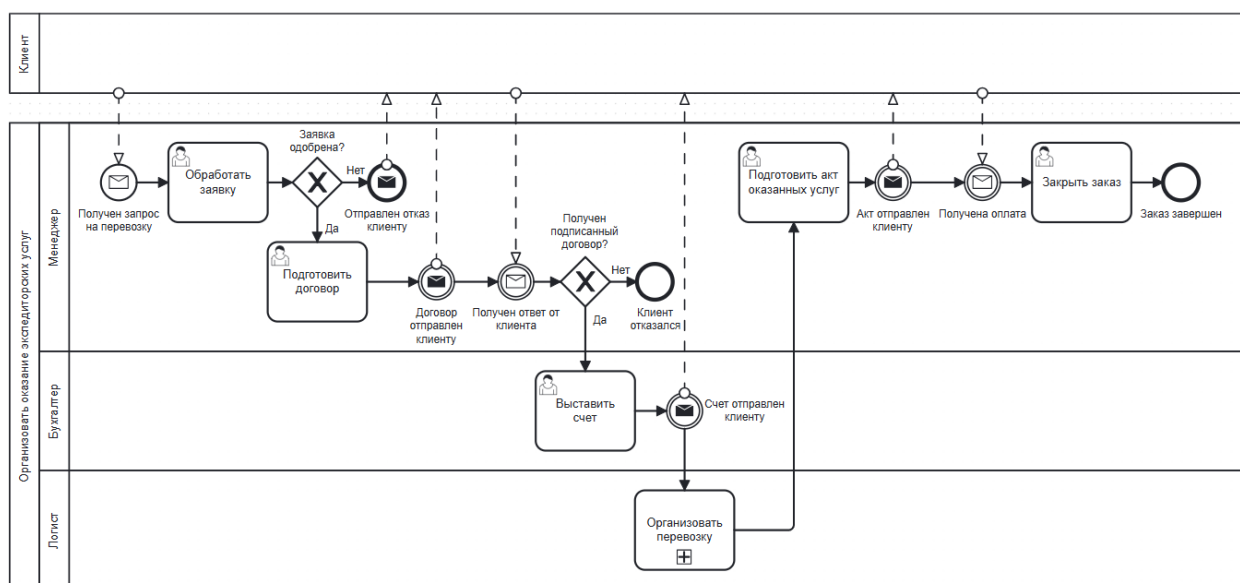 Клиент
Организовать оказание экспедиторских услуг
Менеджер
Получен запрос
на перевозку
Обработать
заявку
Заявка
одобрена?
Нет
Отправлен отказ
клиенту
Да
Подготовить
договор
Договор
отправлен
клиенту
Получен ответ от
клиента
Получен
подписанный
договор?
Нет
Клиент
отказался
Да
Подготовить акт
оказанных услуг
Акт отправлен
клиенту
Получена оплата
Закрыть заказ
Заказ завершен
Бухгалтер
Выставить
счет
Счет отправлен
клиенту
Логист
Организовать
перевозку